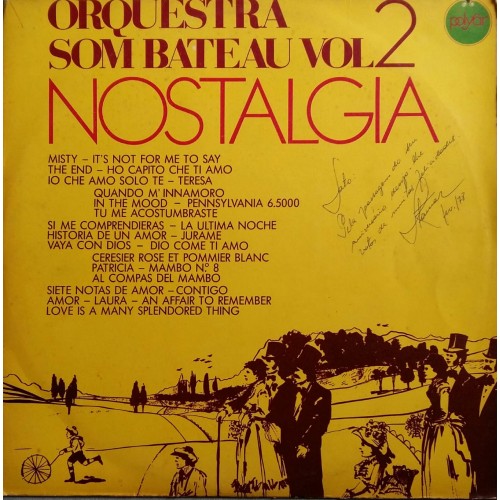 ORQUESTRA
SOM BATEAU VOL 2
polydor
NOSTALGIA
MISTY – IT'S NOT FOR ME TO SAY
THE END – HO CAPITO CHE TI AMO
IO CHE AMO SOLO TE – TERESA
QUANDO M'INNAMORO
IN THE MOOD – PENNSYLVANIA 6.5000
TU ME ACOSTUMBRASTE
SI ME COMPRENDIERAS – LA ULTIMA NOCHE
HISTORIA DE UN AMOR – JURAME
VAYA CON DIOS – DIO COME TI AMO
CERESIER ROSE ET POMMIER BLANC
PATRICIA – MAMBO N.º 8
AL COMPAS DEL MAMBO
SIETE NOTAS DE AMOR – CONTIGO
AMOR – LAURA – AN AFFAIR TO REMEMBER
LOVE IS A MANY SPLENDORED THING